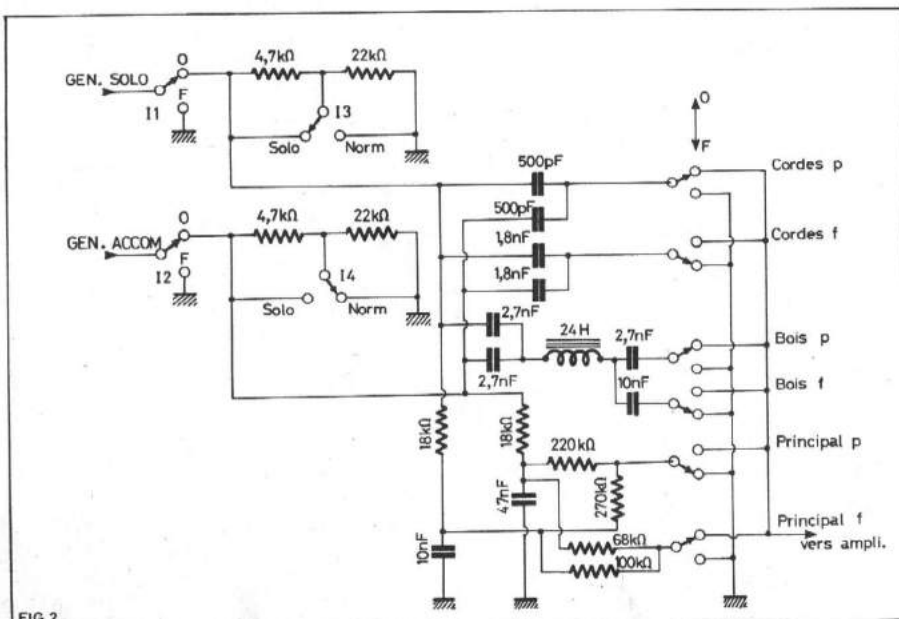 4,7kΩ 22kΩ
O
GEN. SOLO
F
I1
I3
Solo Norm
O
F
500pF
Cordes p
500pF
4,7kΩ 22kΩ
O
GEN. ACCOM
F
I2
I4
Solo Norm
1,8nF
Cordes f
1,8nF
2,7nF
24H
2,7nF
Bois p
2,7nF
10nF
Bois f
18kΩ
18kΩ
220kΩ
Principal p
47nF
270kΩ
68kΩ
100kΩ
Principal f
vers ampli.
10nF
FIG. 2